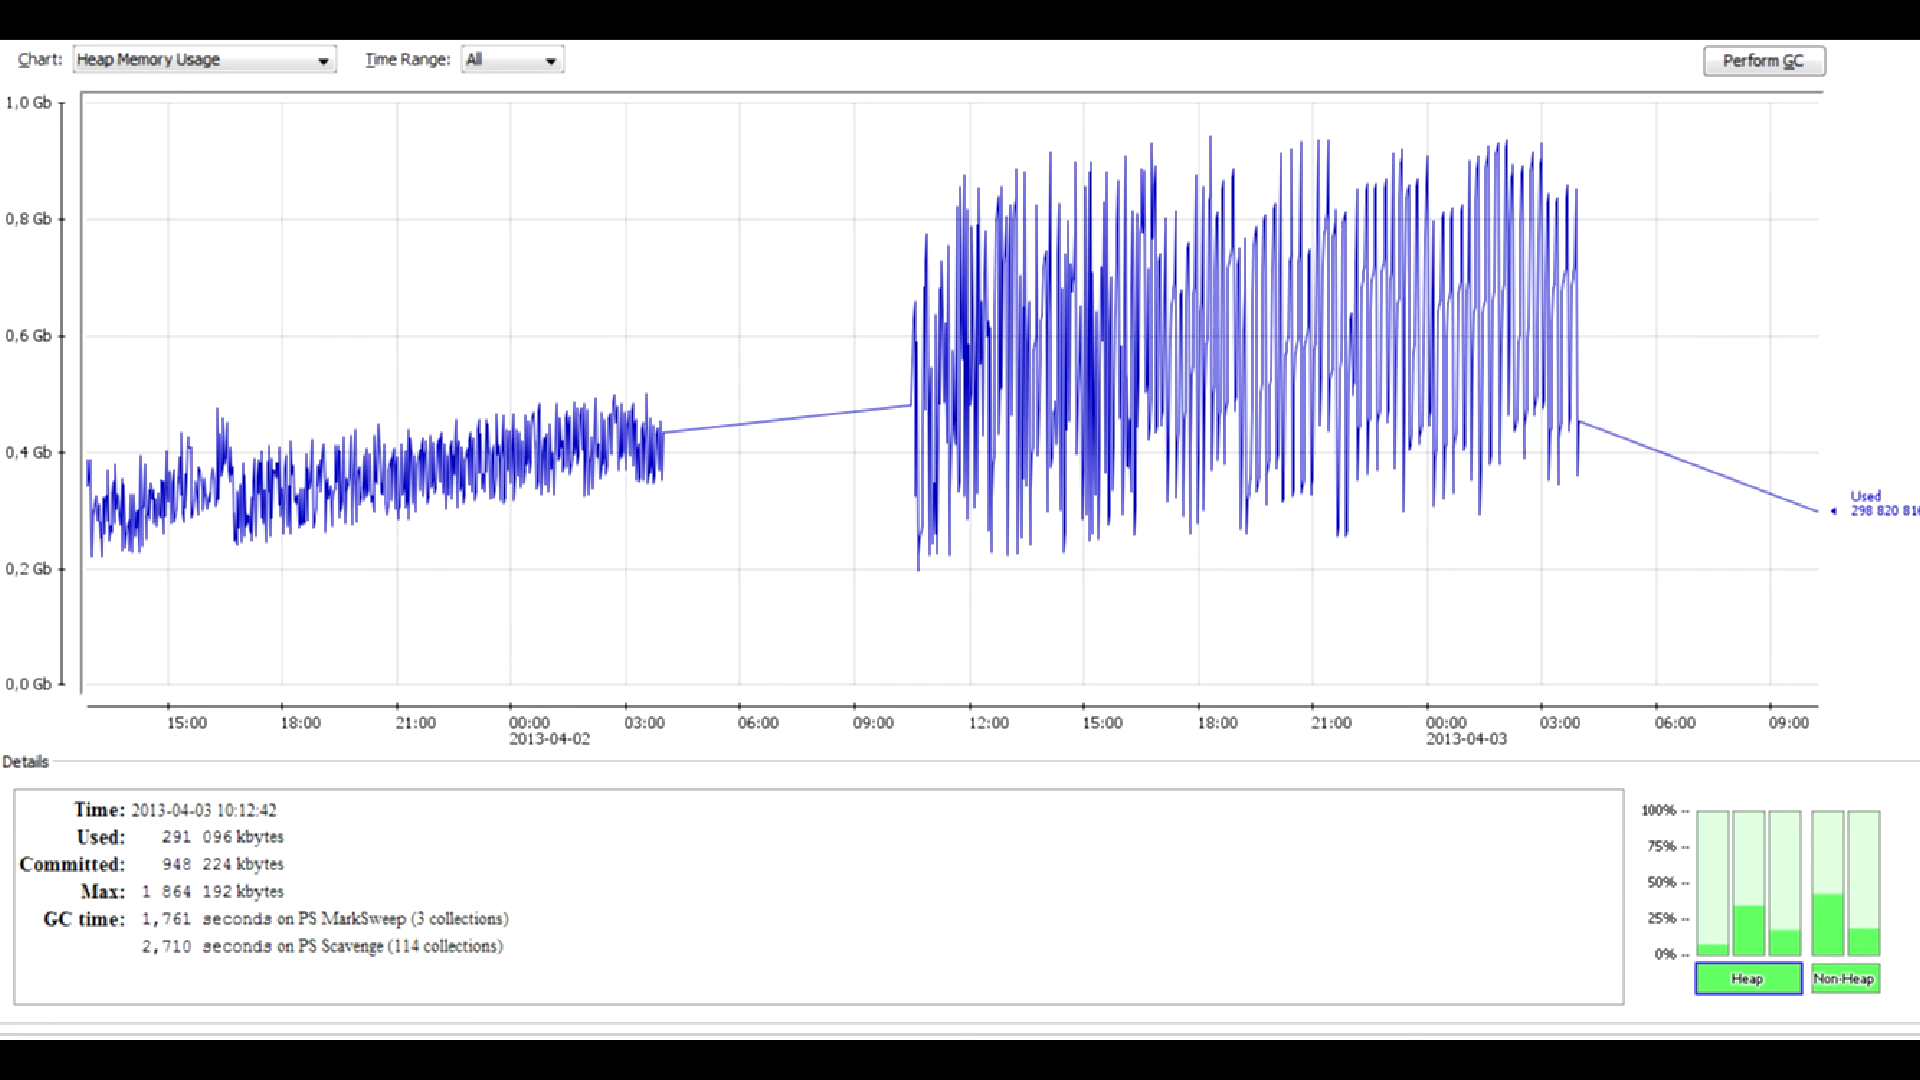 Chart: Heap Memory Usage Time Range: All Perform GC
1,0 Gb
0,8 Gb
0,6 Gb
0,4 Gb
0,2 Gb
0,0 Gb
Used
298 820 816
15:00 18:00 21:00 00:00 03:00 06:00 09:00 12:00 15:00 18:00 21:00 00:00 03:00 06:00 09:00
2013-04-02 2013-04-03
Details
Time: 2013-04-03 10:12:42
Used: 291 096 kbytes
Committed: 948 224 kbytes
Max: 1 864 192 kbytes
GC time: 1,761 seconds on PS MarkSweep (3 collections)
2,710 seconds on PS Scavenge (114 collections)
100% --
75% --
50% --
25% --
0% --
Heap Non-Heap